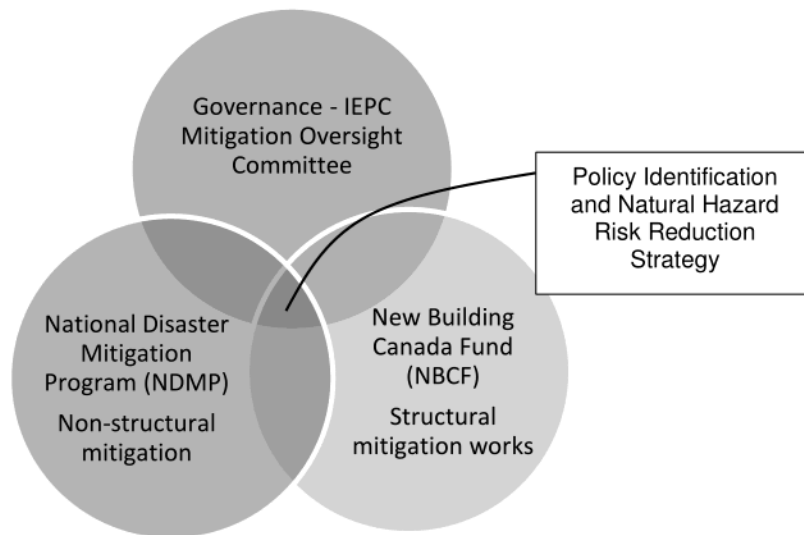 Governance - IEPC
Mitigation Oversight
Committee
Policy Identification
and Natural Hazard
Risk Reduction
Strategy
National Disaster
Mitigation
Program (NDMP)
Non-structural
mitigation
New Building
Canada Fund
(NBCF)
Structural
mitigation works